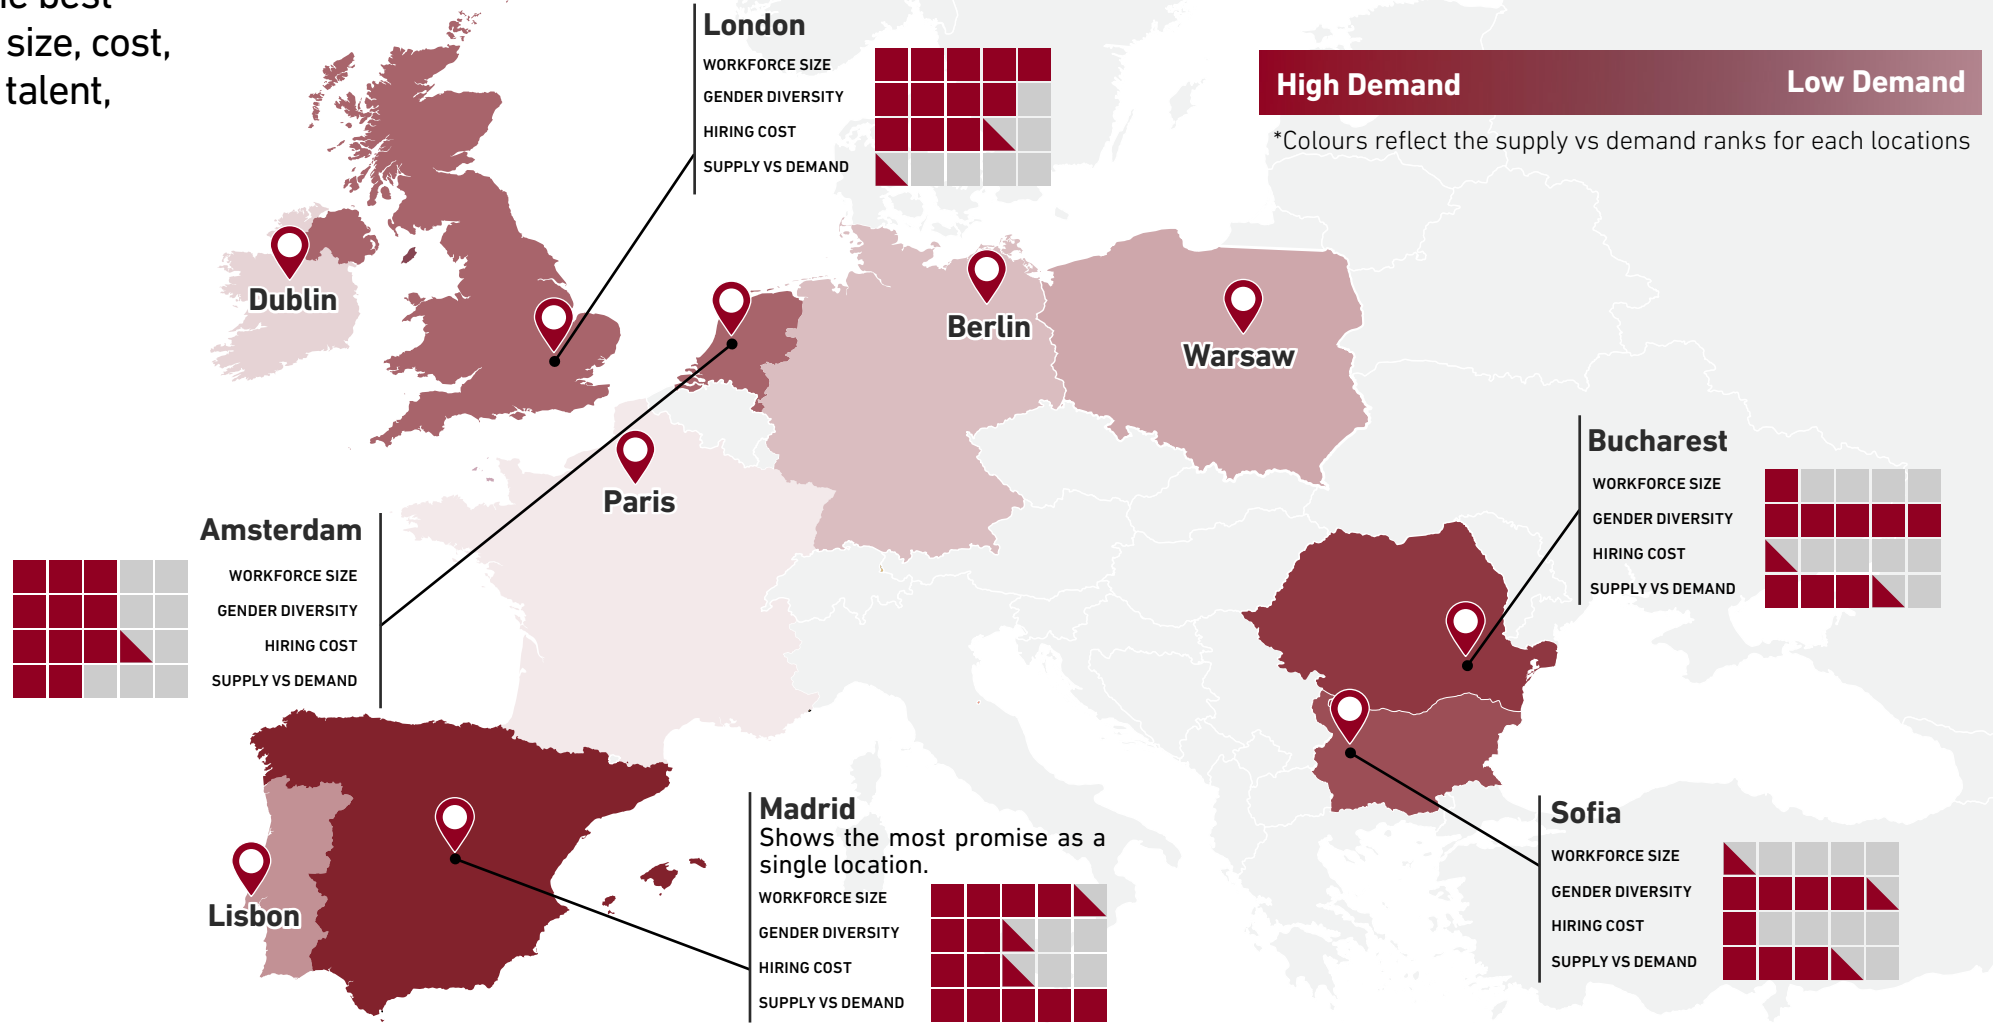 size, cost,
talent,
London
WORKFORCE SIZE
GENDER DIVERSITY
HIRING COST
SUPPLY VS DEMAND
High Demand
Low Demand
*Colours reflect the supply vs demand ranks for each locations
Dublin
Berlin
Warsaw
Paris
Amsterdam
WORKFORCE SIZE
GENDER DIVERSITY
HIRING COST
SUPPLY VS DEMAND
Bucharest
WORKFORCE SIZE
GENDER DIVERSITY
HIRING COST
SUPPLY VS DEMAND
Lisbon
Madrid
Shows the most promise as a
single location.
WORKFORCE SIZE
GENDER DIVERSITY
HIRING COST
SUPPLY VS DEMAND
Sofia
WORKFORCE SIZE
GENDER DIVERSITY
HIRING COST
SUPPLY VS DEMAND